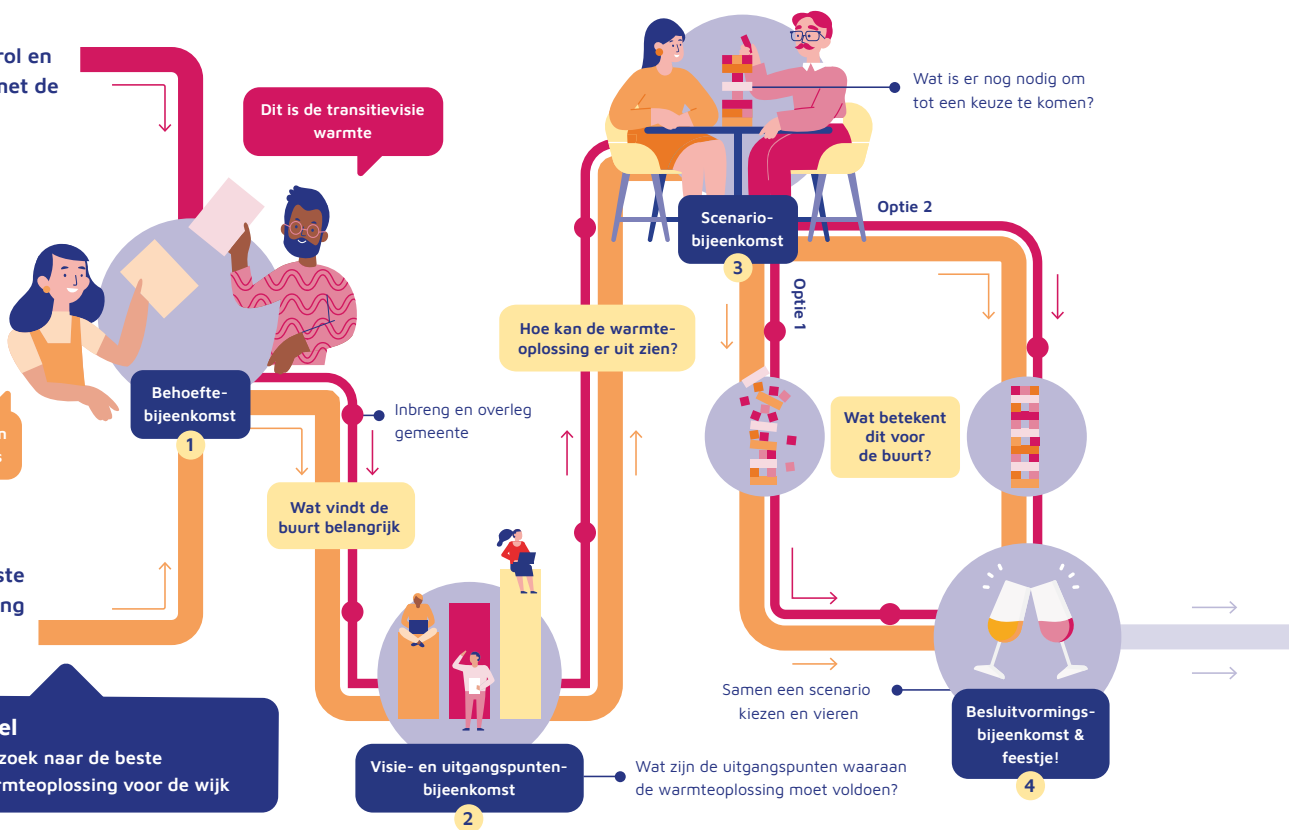 rol en
met de
Dit is de transitievisie
warmte
Behoefte-
bijeenkomst
1
Inbreng en overleg
gemeente
Wat vindt de
buurt belangrijk
ste
ng
el
zoek naar de beste
rmteoplossing voor de wijk
Visie- en uitgangspunten-
bijeenkomst
2
Wat zijn de uitgangspunten waaraan
de warmteoplossing moet voldoen?
Hoe kan de warmte-
oplossing er uit zien?
Scenario-
bijeenkomst
3
Wat is er nog nodig om
tot een keuze te komen?
Optie 1
Optie 2
Wat betekent
dit voor
de buurt?
Samen een scenario
kiezen en vieren
Besluitvormings-
bijeenkomst &
feestje!
4